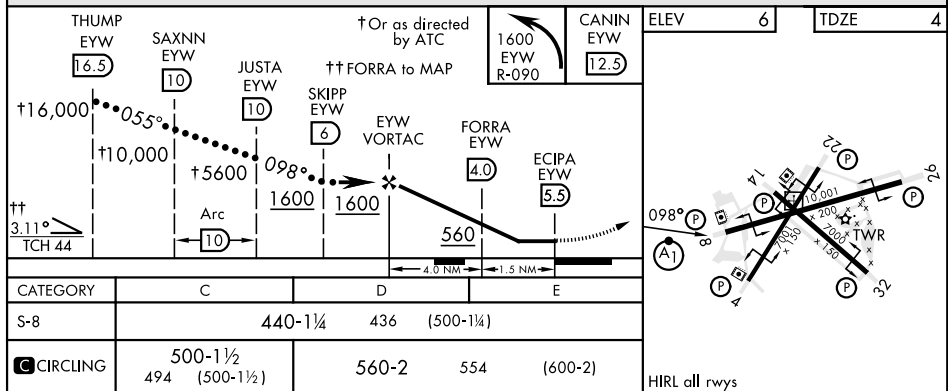 THUMP
EYW
16.5
SAXNN
EYW
10
JUSTA
EYW
10
SKIPP
EYW
6
EYW
VORTAC
FORRA
EYW
4.0
ECIPA
EYW
5.5
†Or as directed
by ATC
††FORRA to MAP
1600
EYW
R-090
CANIN
EYW
12.5
†16,000
055°
†10,000
†5600
098°
1600
1600
560
††
3.11°
TCH 44
Arc
10
4.0 NM
1.5 NM
CATEGORY C D E
S-8 440-1¼ 436 (500-1¼)
C CIRCLING 500-1½ 494 (500-1½) 560-2 554 (600-2)
ELEV 6
TDZE 4
22
P
14
26
P
P
10,001
200
TWR
098°
P
8
A1
7001
150
7000
150
P
4
P
32
HIRL all rwys